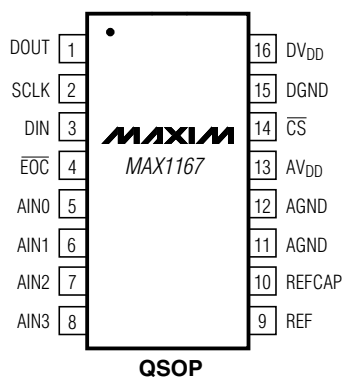 DOUT 1
SCLK 2
DIN 3
EOC 4
AIN0 5
AIN1 6
AIN2 7
AIN3 8
MAXIM
MAX1167
16 DVDD
15 DGND
14 CS
13 AVDD
12 AGND
11 AGND
10 REFCAP
9 REF
QSOP